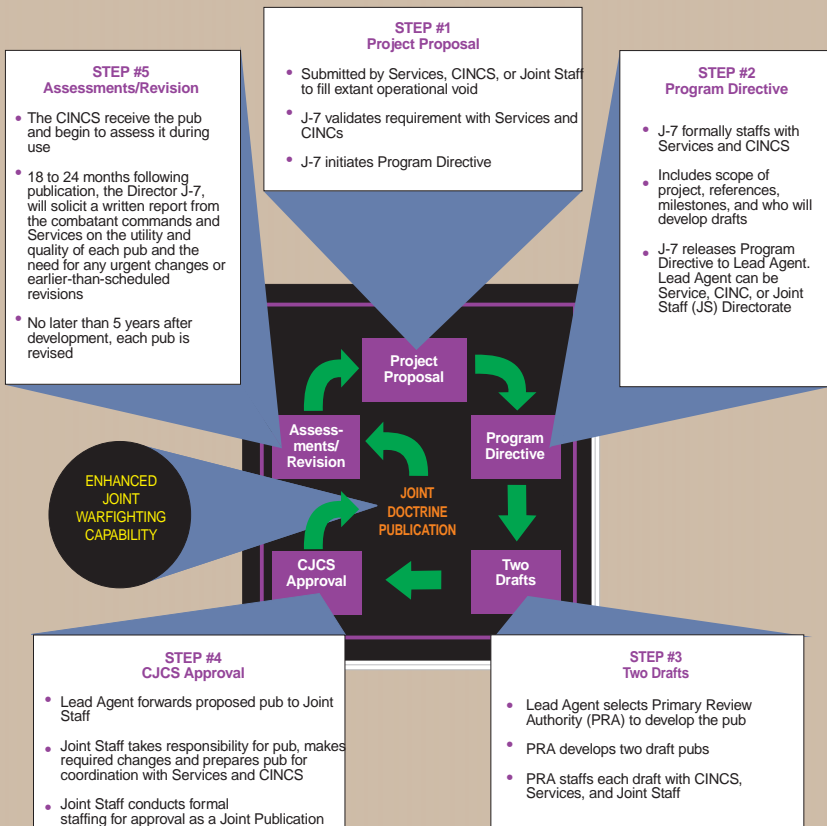 STEP #1
Project Proposal
• Submitted by Services, CINCS, or Joint Staff
to fill extant operational void
• J-7 validates requirement with Services and
CINCs
• J-7 initiates Program Directive
STEP #5
Assessments/Revision
• The CINCS receive the pub
and begin to assess it during
use
• 18 to 24 months following
publication, the Director J-7,
will solicit a written report from
the combatant commands and
Services on the utility and
quality of each pub and the
need for any urgent changes or
earlier-than-scheduled
revisions
• No later than 5 years after
development, each pub is
revised
STEP #2
Program Directive
• J-7 formally staffs with
Services and CINCS
• Includes scope of
project, references,
milestones, and who will
develop drafts
• J-7 releases Program
Directive to Lead Agent.
Lead Agent can be
Service, CINC, or Joint
Staff (JS) Directorate
Project
Proposal
Assess-
ments/
Revision
Program
Directive
ENHANCED
JOINT
WARFIGHTING
CAPABILITY
JOINT
DOCTRINE
PUBLICATION
CJCS
Approval
Two
Drafts
STEP #4
CJCS Approval
• Lead Agent forwards proposed pub to Joint
Staff
• Joint Staff takes responsibility for pub, makes
required changes and prepares pub for
coordination with Services and CINCS
• Joint Staff conducts formal
staffing for approval as a Joint Publication
STEP #3
Two Drafts
• Lead Agent selects Primary Review
Authority (PRA) to develop the pub
• PRA develops two draft pubs
• PRA staffs each draft with CINCS,
Services, and Joint Staff